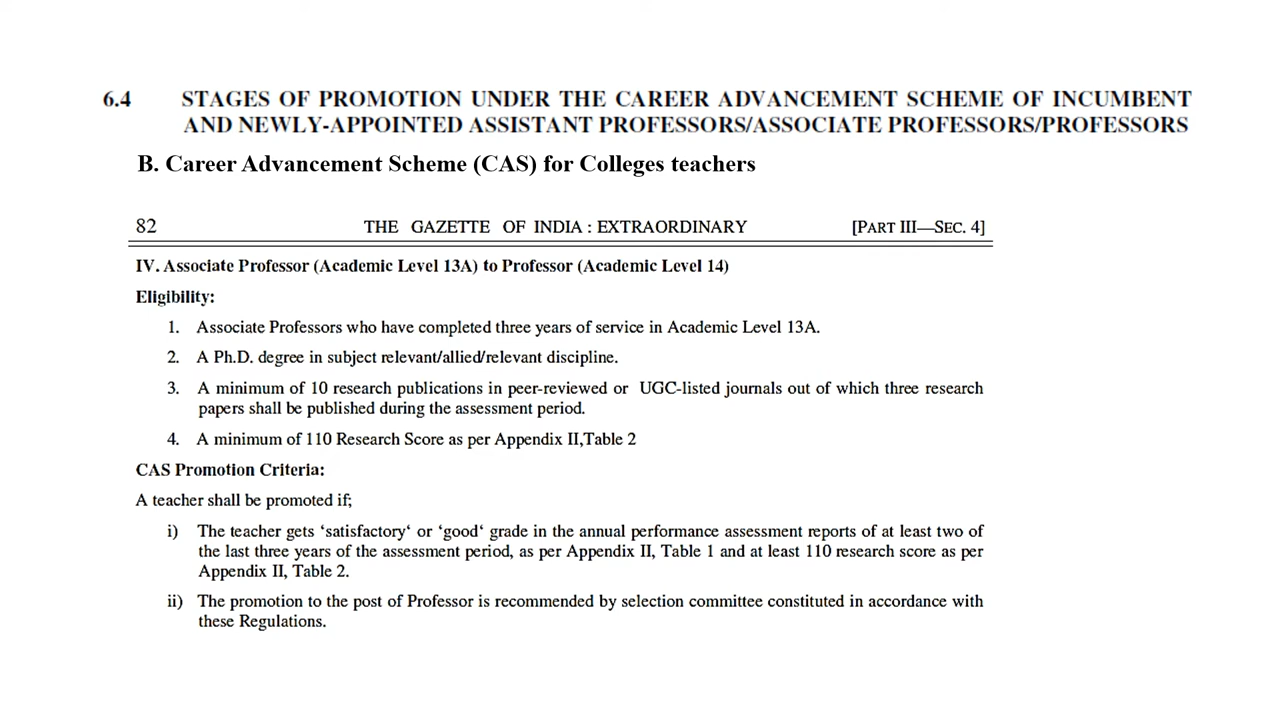 6.4 STAGES OF PROMOTION UNDER THE CAREER ADVANCEMENT SCHEME OF INCUMBENT
AND NEWLY-APPOINTED ASSISTANT PROFESSORS/ASSOCIATE PROFESSORS/PROFESSORS
B. Career Advancement Scheme (CAS) for Colleges teachers
82 THE GAZETTE OF INDIA : EXTRAORDINARY [PART III—SEC. 4]
IV. Associate Professor (Academic Level 13A) to Professor (Academic Level 14)
Eligibility:
1. Associate Professors who have completed three years of service in Academic Level 13A.
2. A Ph.D. degree in subject relevant/allied/relevant discipline.
3. A minimum of 10 research publications in peer-reviewed or UGC-listed journals out of which three research
papers shall be published during the assessment period.
4. A minimum of 110 Research Score as per Appendix II,Table 2
CAS Promotion Criteria:
A teacher shall be promoted if;
i) The teacher gets ‘satisfactory‘ or ‘good‘ grade in the annual performance assessment reports of at least two of
the last three years of the assessment period, as per Appendix II, Table 1 and at least 110 research score as per
Appendix II, Table 2.
ii) The promotion to the post of Professor is recommended by selection committee constituted in accordance with
these Regulations.